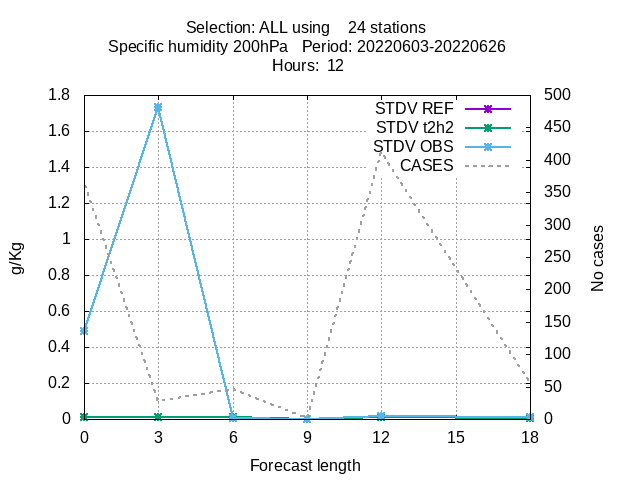 Selection: ALL using    24 stations
Specific humidity 200hPa   Period: 20220603-20220626
Hours:  12
1.8
1.6
1.4
1.2
1
0.8
0.6
0.4
0.2
0
g/Kg
STDV REF
STDV t2h2
STDV OBS
CASES
500
450
400
350
300
250
200
150
100
50
0
No cases
0 3 6 9 12 15 18
Forecast length